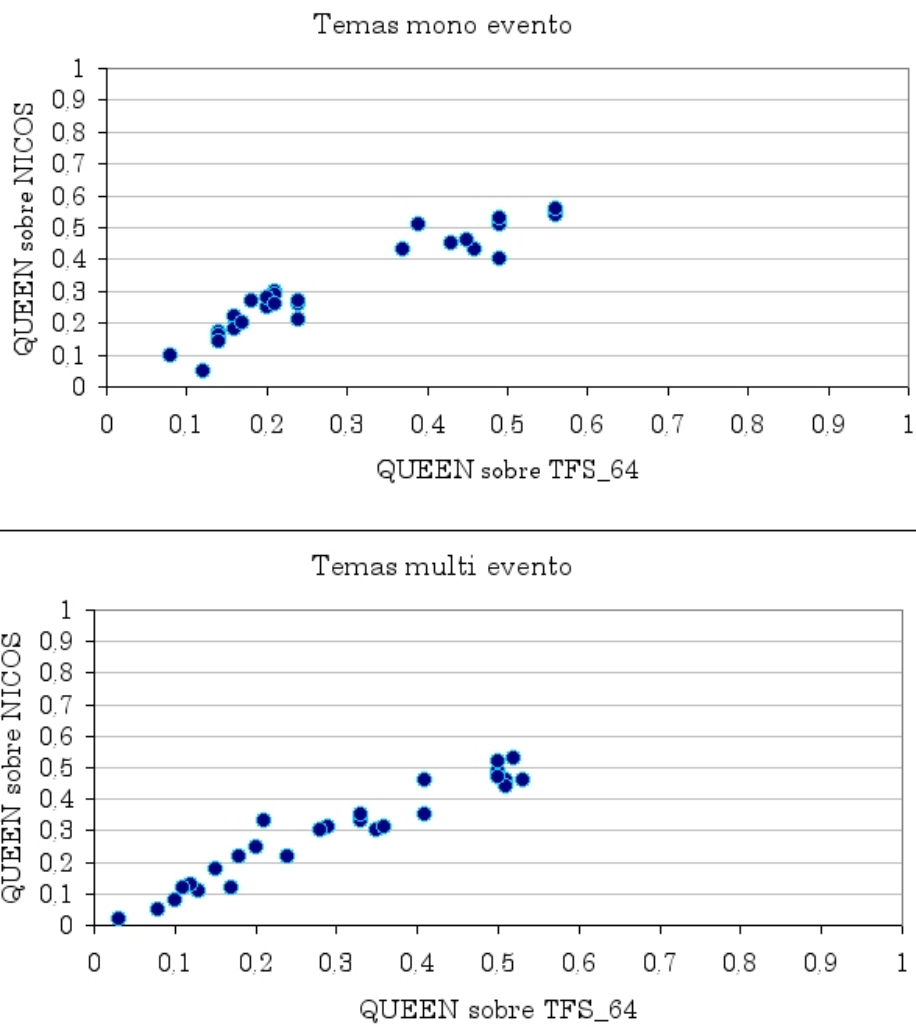 Temas mono evento
QUEEN sobre NICOS
1
0,9
0,8
0,7
0,6
0,5
0,4
0,3
0,2
0,1
0
0 0,1 0,2 0,3 0,4 0,5 0,6 0,7 0,8 0,9 1
QUEEN sobre TFS_64
Temas multi evento
QUEEN sobre NICOS
1
0,9
0,8
0,7
0,6
0,5
0,4
0,3
0,2
0,1
0
0 0,1 0,2 0,3 0,4 0,5 0,6 0,7 0,8 0,9 1
QUEEN sobre TFS_64